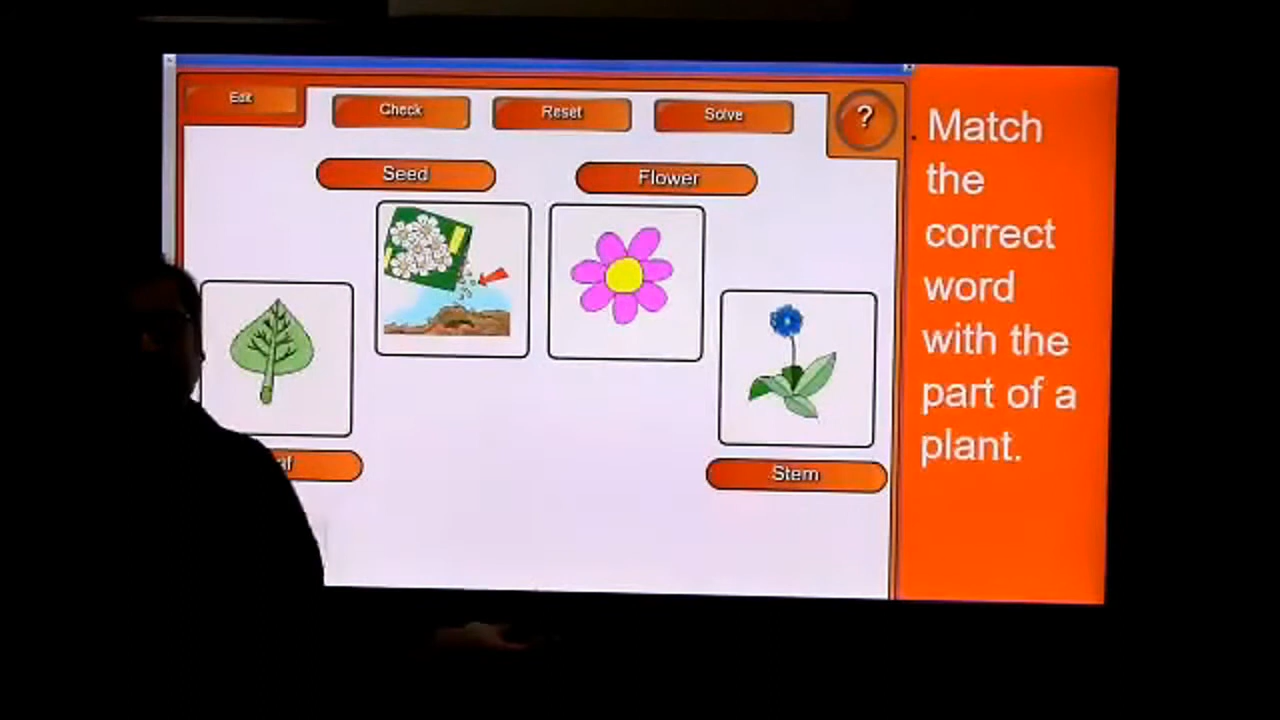 Edit
Check
Reset
Solve
?
Seed
Flower
Stem
Match
the
correct
word
with the
part of a
plant.